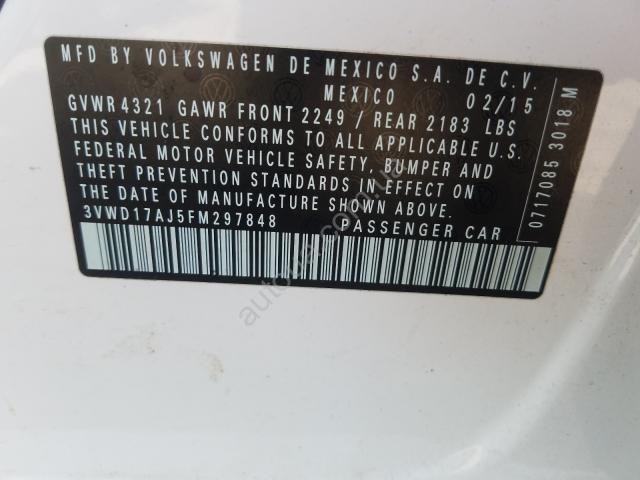 MFD BY VOLKSWAGEN DE MEXICO S.A. DE C.V.
MEXICO 02/15
GVWR 4321 GAWR FRONT 2249 / REAR 2183 LBS
THIS VEHICLE CONFORMS TO ALL APPLICABLE U.S.
FEDERAL MOTOR VEHICLE SAFETY, BUMPER AND
THEFT PREVENTION STANDARDS IN EFFECT ON
THE DATE OF MANUFACTURE SHOWN ABOVE.
3VWD17AJ5FM297848 PASSENGER CAR
0717085 3018 M